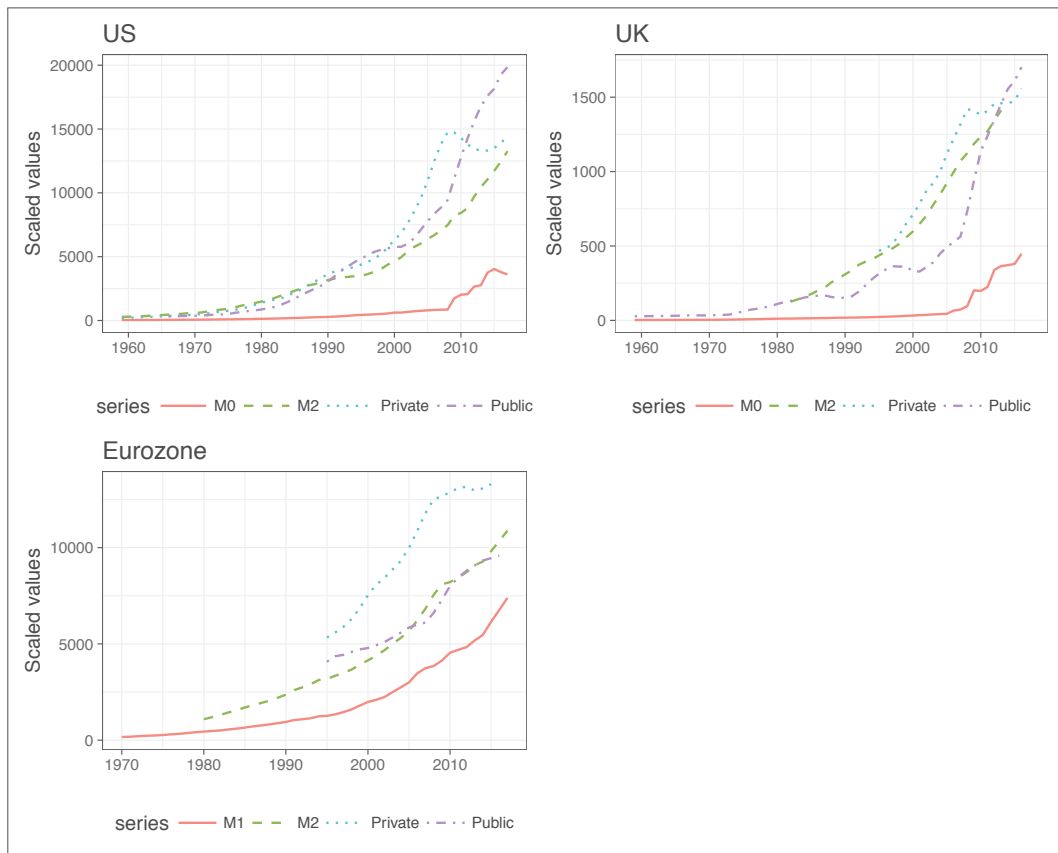 US
Scaled values
20000
15000
10000
5000
0
1960 1970 1980 1990 2000 2010
series M0 M2 Private Public
UK
Scaled values
1500
1000
500
0
1960 1970 1980 1990 2000 2010
series M0 M2 Private Public
Eurozone
Scaled values
10000
5000
0
1970 1980 1990 2000 2010
series M1 M2 Private Public